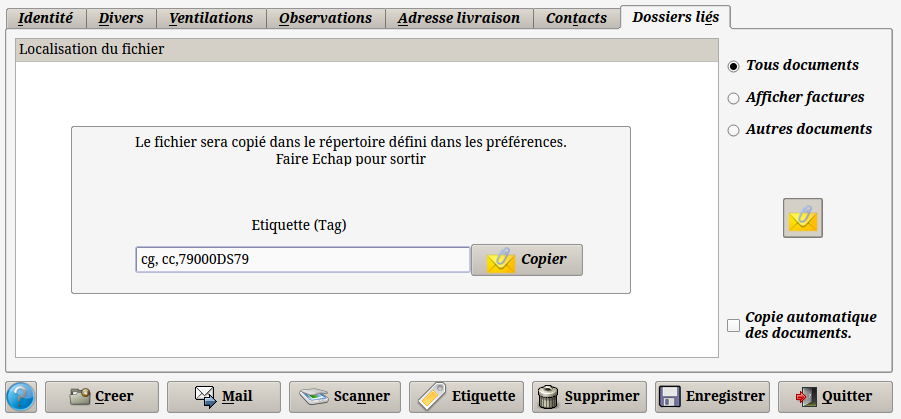 Identité Divers Ventilations Observations Adresse livraison Contacts Dossiers liés
Localisation du fichier
Tous documents
Afficher factures
Autres documents
Le fichier sera copié dans le répertoire défini dans les préférences.
Faire Echap pour sortir
Etiquette (Tag)
cg, cc,79000DS79
Copier
Copie automatique
des documents.
Creer Mail Scanner Etiquette Supprimer Enregistrer Quitter